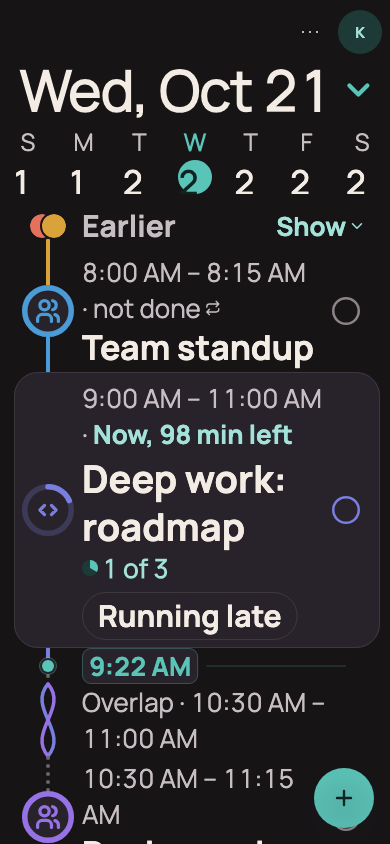 ...
K
Wed, Oct 21
S M T W T F S
1 1 2 2 2 2 2
Earlier Show
8:00 AM – 8:15 AM
· not done
Team standup
9:00 AM – 11:00 AM
· Now, 98 min left
Deep work:
roadmap
1 of 3
Running late
9:22 AM
Overlap · 10:30 AM –
11:00 AM
10:30 AM – 11:15
AM
+